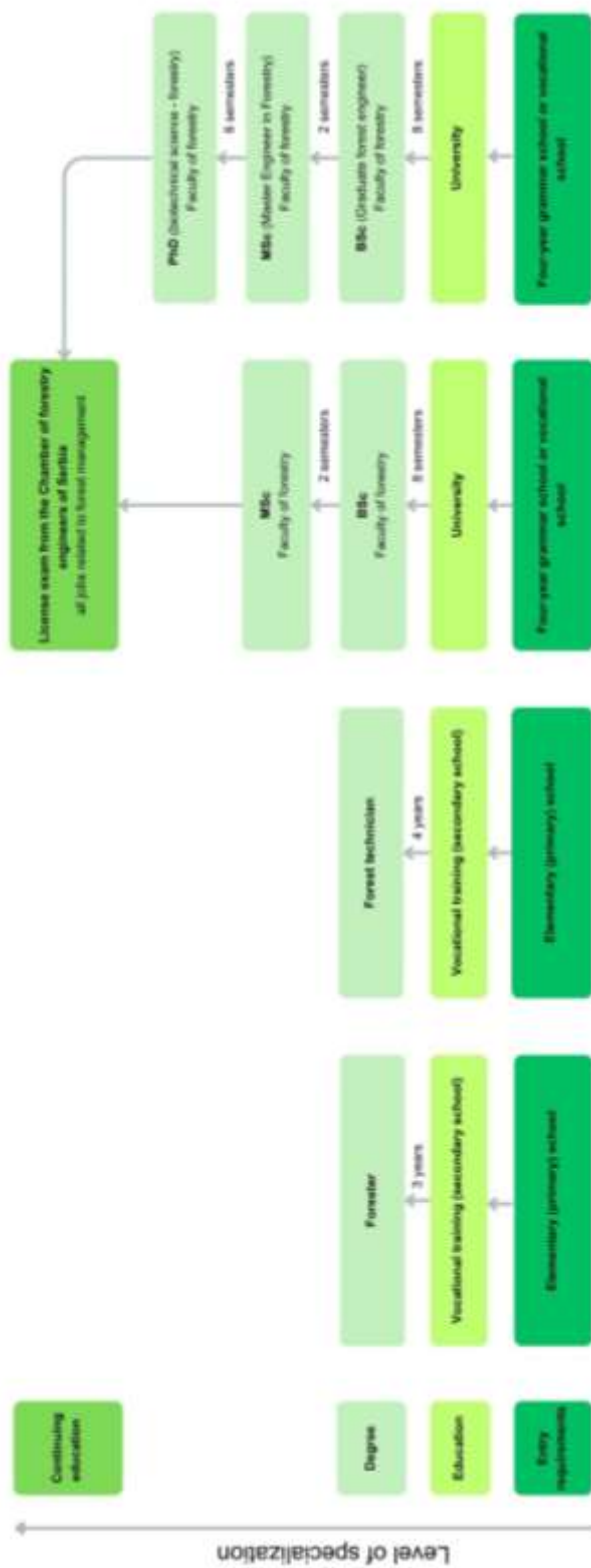 Level of specialization
Continuing
education
Degree
Education
Entry
requirements
Forester
3 years
Vocational training (secondary school)
Elementary (primary) school
Forest technician
4 years
Vocational training (secondary school)
Elementary (primary) school
License exam from the Chamber of forestry
engineers of Serbia
all jobs related to forest management
MSc
Faculty of forestry
2 semesters
BSc
Faculty of forestry
8 semesters
University
Four-year grammar school or vocational
school
PhD (biotechnical science - forestry)
Faculty of forestry
6 semesters
MSc (Master Engineer in Forestry)
Faculty of forestry
2 semesters
BSc (Graduate forest engineer)
Faculty of forestry
8 semesters
University
Four-year grammar school or vocational
school